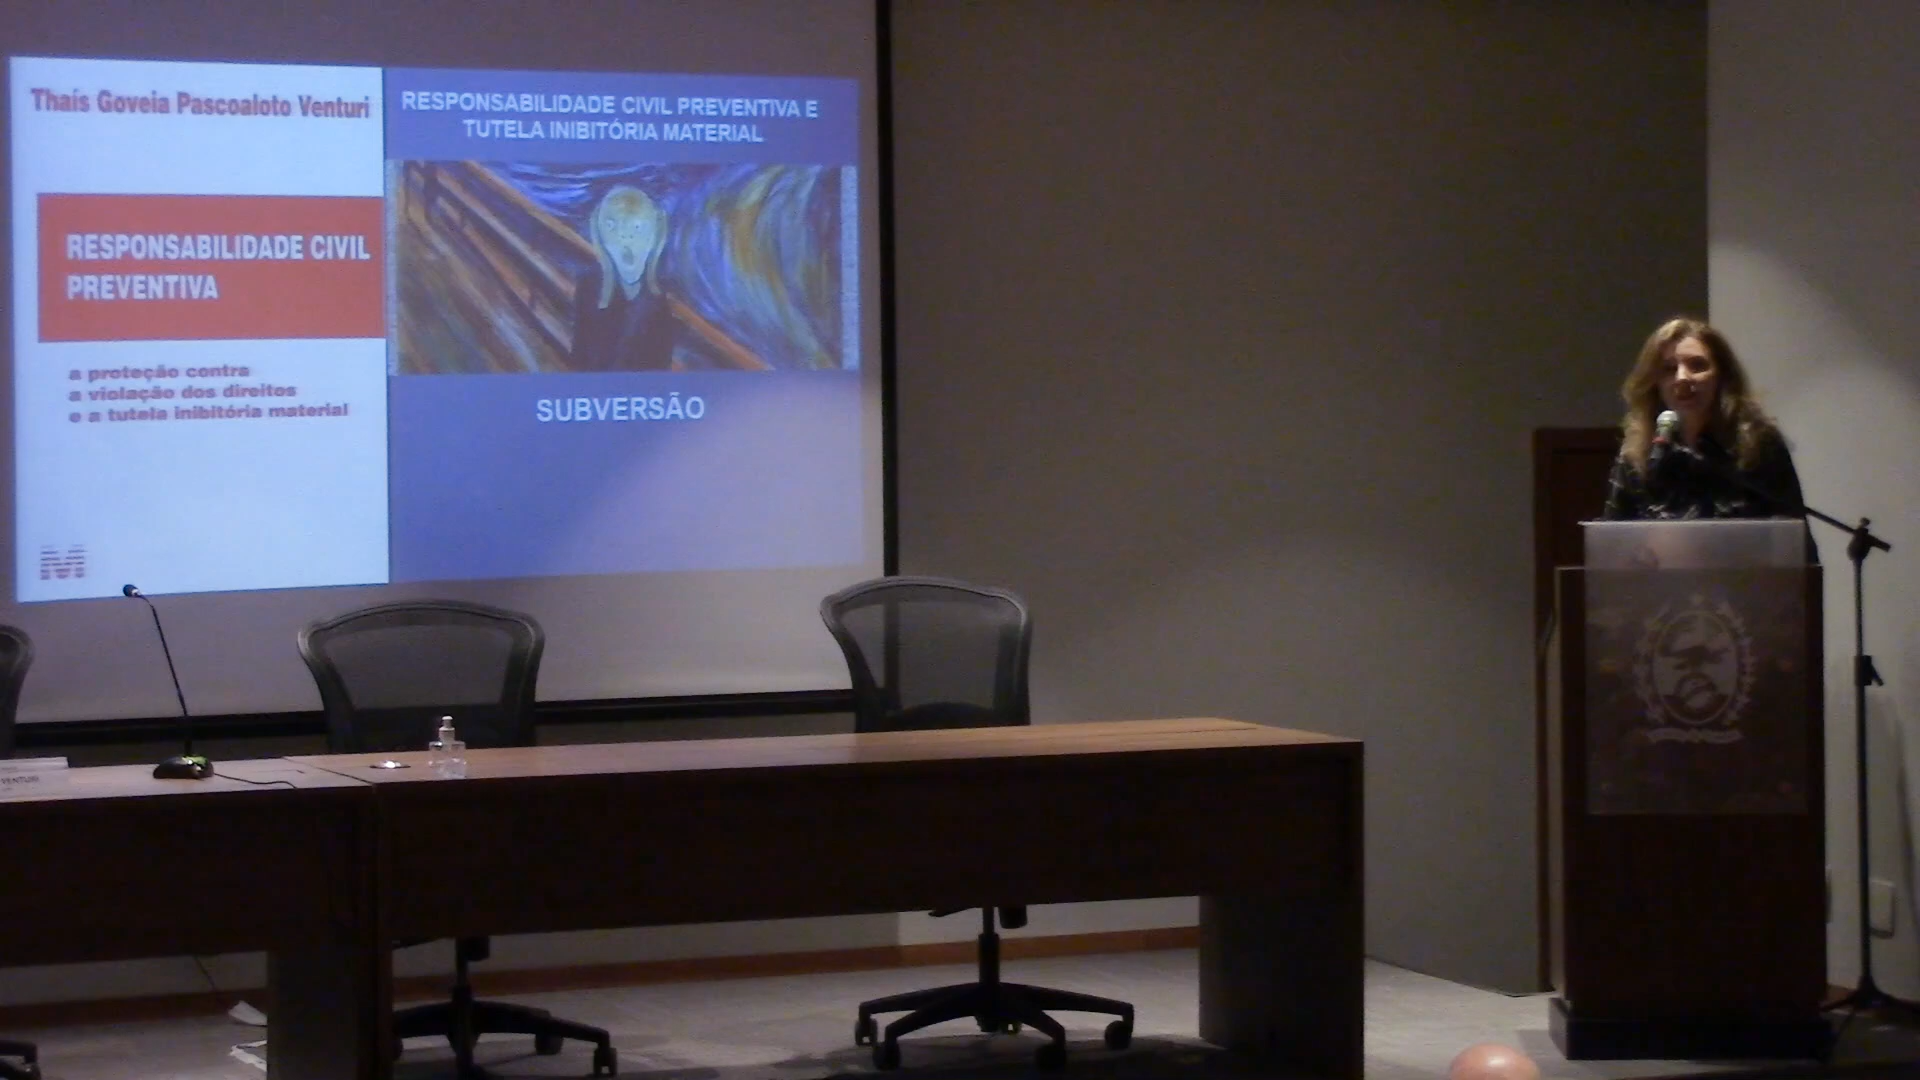 Thaís Goveia Pascoaloto Venturi
RESPONSABILIDADE CIVIL
PREVENTIVA
a proteção contra
a violação dos direitos
e a tutela inibitória material
RESPONSABILIDADE CIVIL PREVENTIVA E
TUTELA INIBITÓRIA MATERIAL
SUBVERSÃO
VENTURI